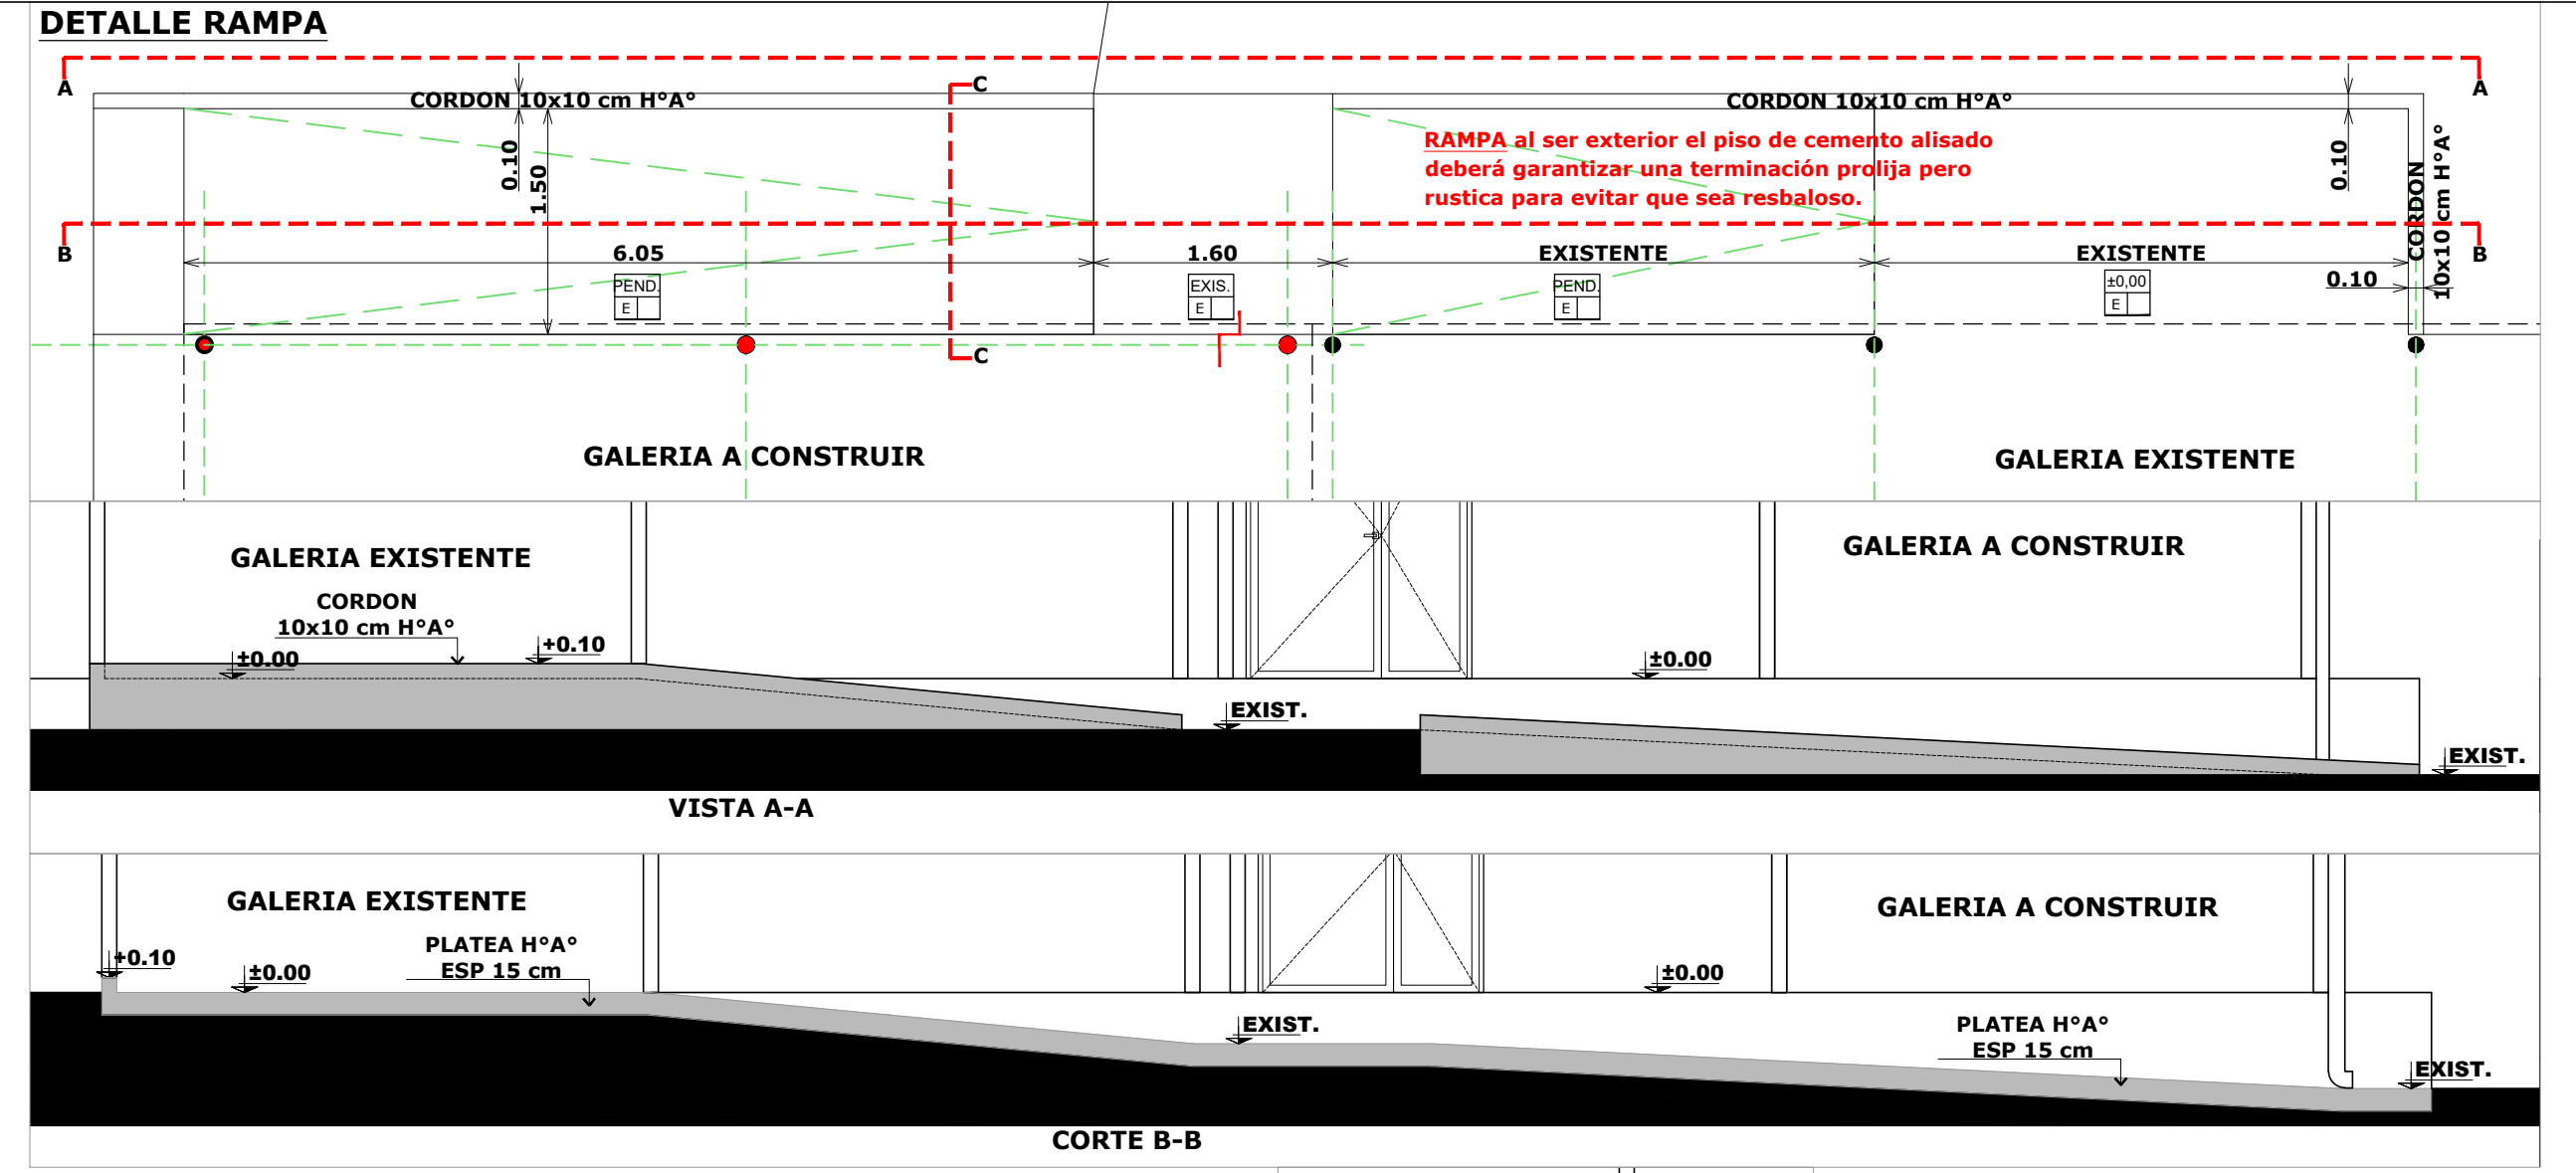 DETALLE RAMPA
A
A
C
CORDON 10x10 cm H°A°
CORDON 10x10 cm H°A°
RAMPA al ser exterior el piso de cemento alisado
deberá garantizar una terminación prolija pero
rustica para evitar que sea resbaloso.
0.10
1.50
0.10
CORDON
10x10 cm H°A°
B
B
6.05
1.60
EXISTENTE
EXISTENTE
0.10
PEND.
E
EXIS.
E
PEND.
E
±0,00
E
C
GALERIA A CONSTRUIR
GALERIA EXISTENTE
GALERIA EXISTENTE
GALERIA A CONSTRUIR
CORDON
10x10 cm H°A°
±0.00
+0.10
±0.00
EXIST.
EXIST.
VISTA A-A
GALERIA EXISTENTE
GALERIA A CONSTRUIR
+0.10
±0.00
PLATEA H°A°
ESP 15 cm
±0.00
EXIST.
PLATEA H°A°
ESP 15 cm
EXIST.
CORTE B-B